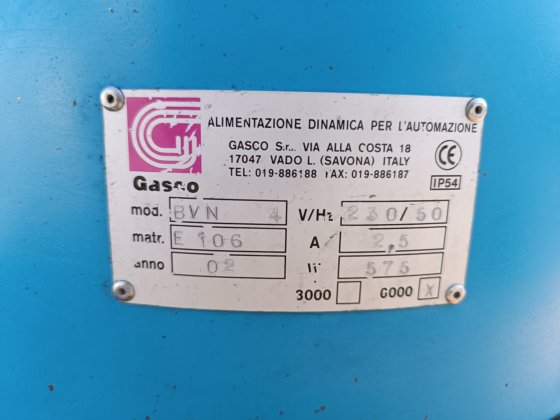 ALIMENTAZIONE DINAMICA PER L'AUTOMAZIONE
GASCO S.r... VIA ALLA COSTA 18
17047 VADO L. (SAVONA) ITALY
TEL: 019-886188 FAX: 019-886187
CE
IP54
Gasco
mod. BVN 4 V/Hz 230/50
matr. E 106 A 2,5
anno 02 W 575
3000 6000 X